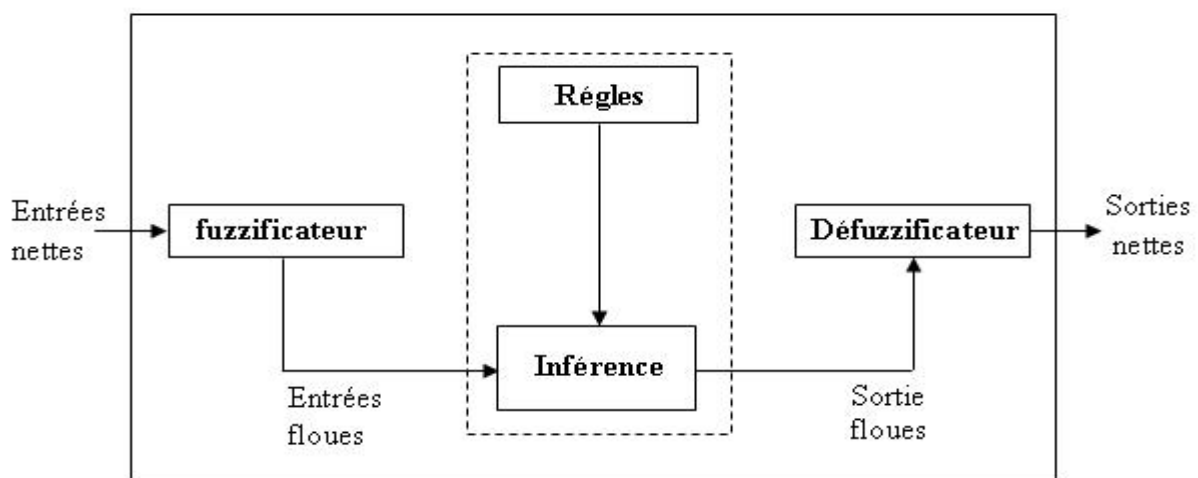 Régles
Entrées
nettes
fuzzificateur
Défuzzificateur
Sorties
nettes
Inférence
Entrées
floues
Sortie
floues